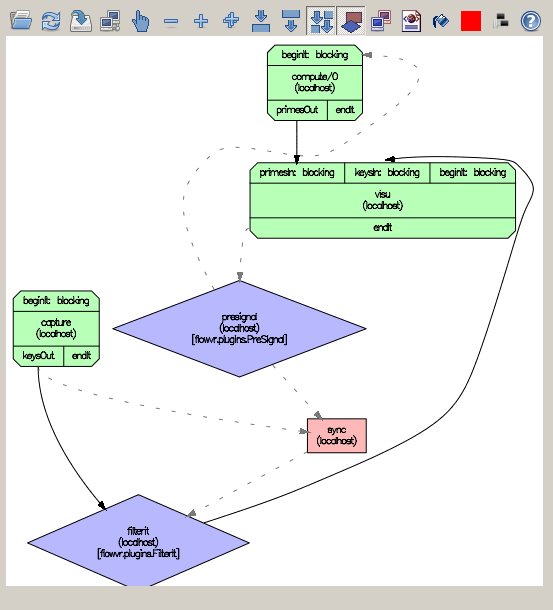 beginIt: blocking
compute/0
(localhost)
primesOut endIt
primesIn: blocking keysIn: blocking beginIt: blocking
visu
(localhost)
endIt
beginIt: blocking
capture
(localhost)
keysOut endIt
presignal
(localhost)
[flowvr.plugins.PreSignal]
sync
(localhost)
filterit
(localhost)
[flowvr.plugins.FilterIt]